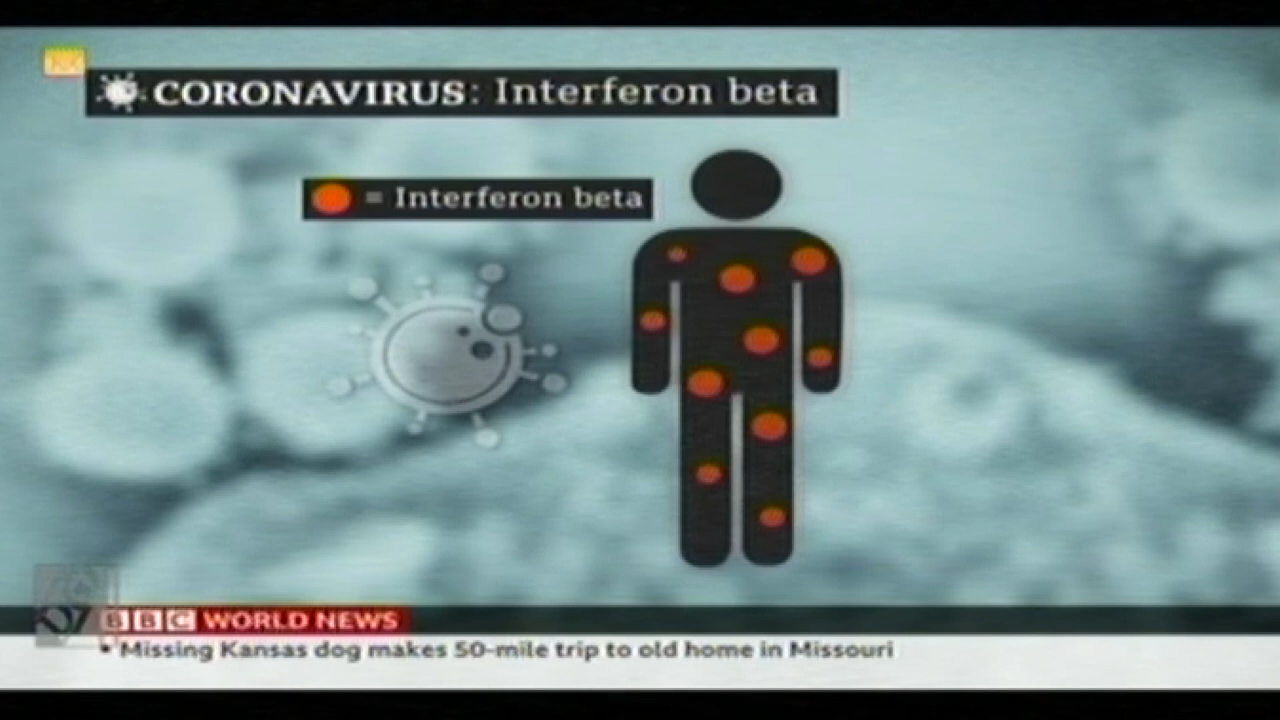 CORONAVIRUS: Interferon beta
= Interferon beta
BBC WORLD NEWS
• Missing Kansas dog makes 50-mile trip to old home in Missouri